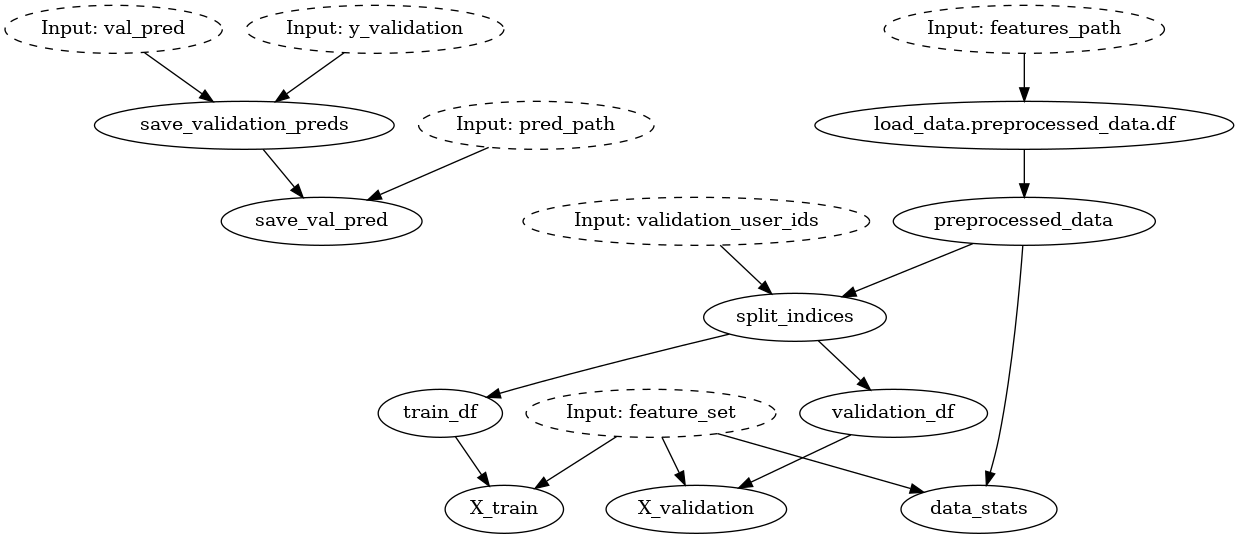 Input: val_pred
Input: y_validation
Input: features_path
save_validation_preds
Input: pred_path
load_data.preprocessed_data.df
save_val_pred
Input: validation_user_ids
preprocessed_data
split_indices
train_df
Input: feature_set
validation_df
X_train
X_validation
data_stats